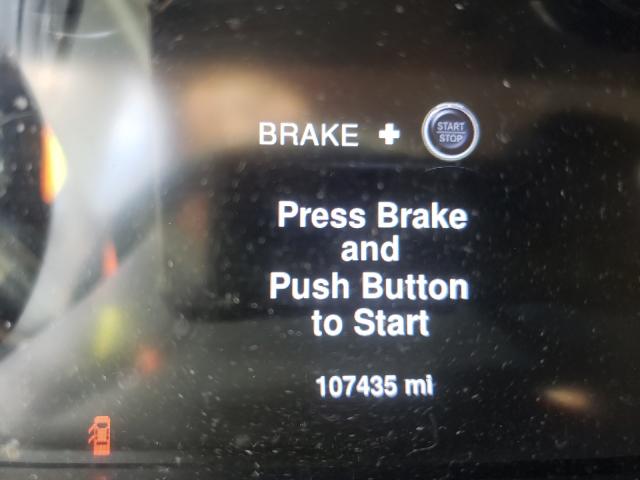 BRAKE + START STOP
Press Brake
and
Push Button
to Start
107435 mi